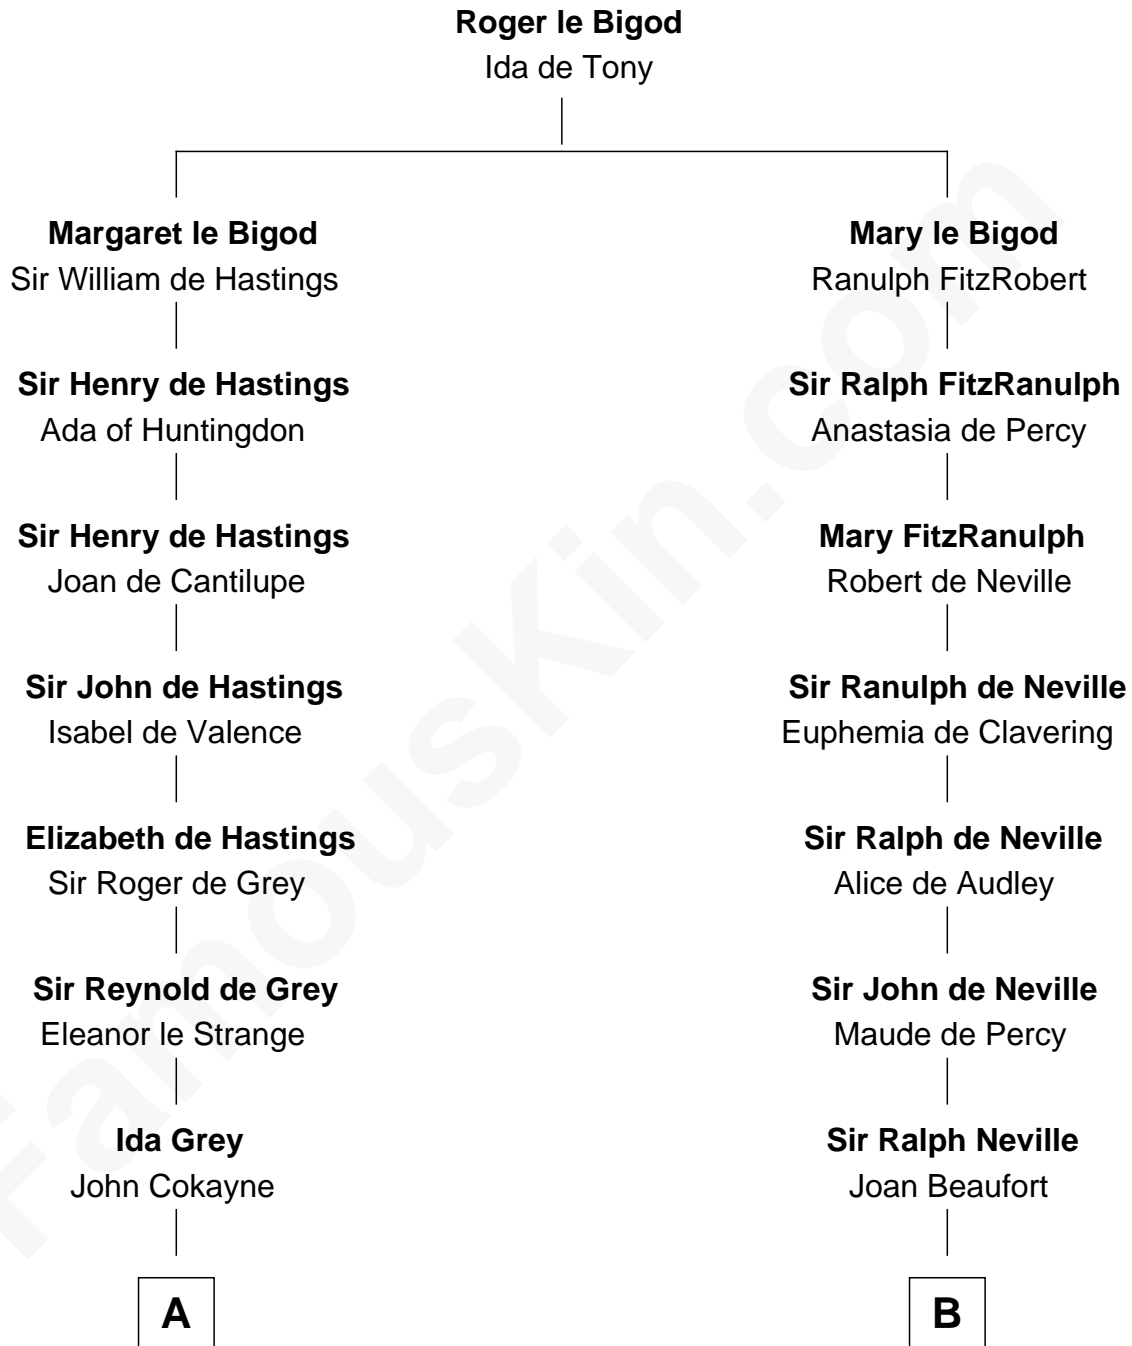 Roger le Bigod
Ida de Tony
Margaret le Bigod
Sir William de Hastings
Mary le Bigod
Ranulph FitzRobert
Sir Henry de Hastings
Ada of Huntingdon
Sir Ralph FitzRanulph
Anastasia de Percy
Sir Henry de Hastings
Joan de Cantilupe
Mary FitzRanulph
Robert de Neville
Sir John de Hastings
Isabel de Valence
Sir Ranulph de Neville
Euphemia de Clavering
Elizabeth de Hastings
Sir Roger de Grey
Sir Ralph de Neville
Alice de Audley
Sir Reynold de Grey
Eleanor le Strange
Sir John de Neville
Maude de Percy
Ida Grey
John Cokayne
Sir Ralph Neville
Joan Beaufort
A
B
FamousKin.com